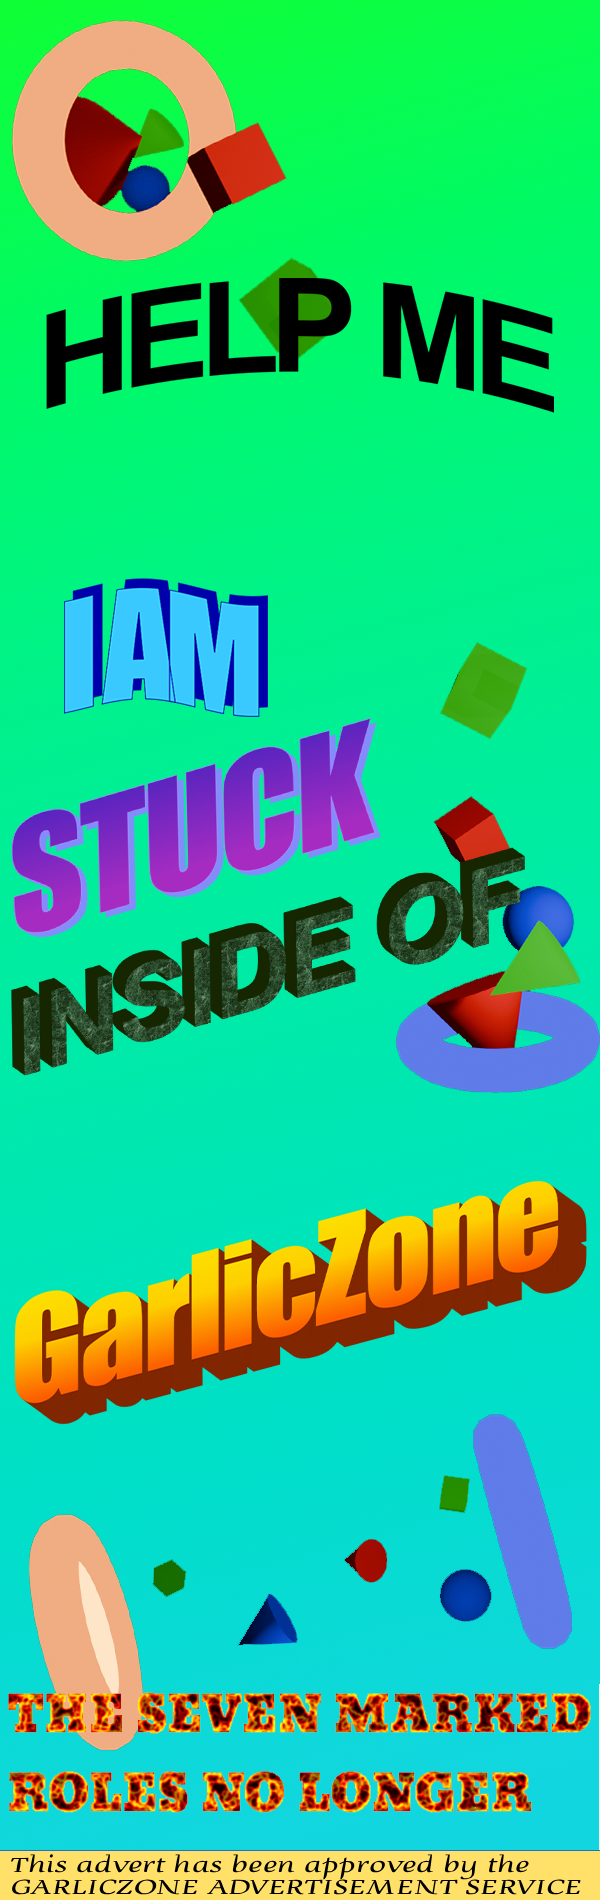 HELP ME
I AM
STUCK
INSIDE OF
GarlicZone
THE SEVEN MARKED
ROLES NO LONGER
This advert has been approved by the
GARLICZONE ADVERTISEMENT SERVICE